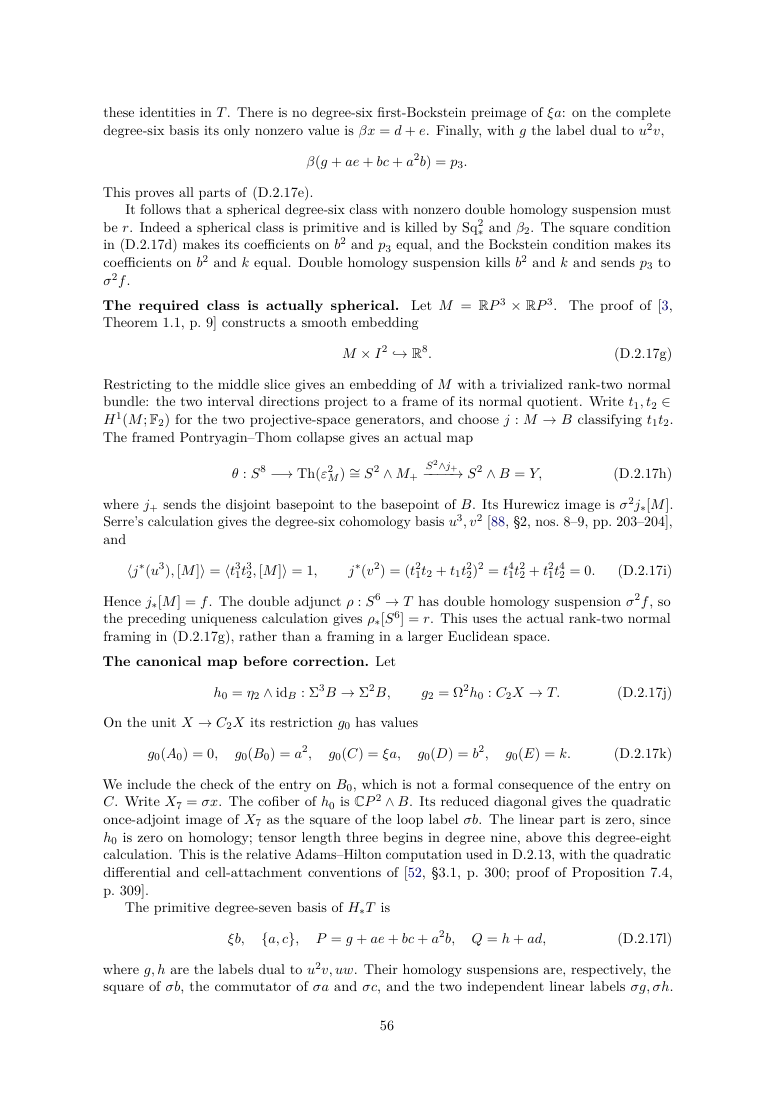 these identities in T. There is no degree-six first-Bockstein preimage of ξa: on the complete
degree-six basis its only nonzero value is βx = d + e. Finally, with g the label dual to u²v,
β(g + ae + bc + a²b) = p₃.
This proves all parts of (D.2.17e).
It follows that a spherical degree-six class with nonzero double homology suspension must
be r. Indeed a spherical class is primitive and is killed by Sq²_* and β₂. The square condition
in (D.2.17d) makes its coefficients on b² and p₃ equal, and the Bockstein condition makes its
coefficients on b² and k equal. Double homology suspension kills b² and k and sends p₃ to
σ²f.
The required class is actually spherical. Let M = ℝP³ × ℝP³. The proof of [3,
Theorem 1.1, p. 9] constructs a smooth embedding
M × I² ↪ ℝ⁸. (D.2.17g)
Restricting to the middle slice gives an embedding of M with a trivialized rank-two normal
bundle: the two interval directions project to a frame of its normal quotient. Write t₁, t₂ ∈
H¹(M; 𝔽₂) for the two projective-space generators, and choose j : M → B classifying t₁t₂.
The framed Pontryagin–Thom collapse gives an actual map
θ : S⁸ ⟶ Th(ε²_M) ≅ S² ∧ M₊ —S²∧j₊→ S² ∧ B = Y, (D.2.17h)
where j₊ sends the disjoint basepoint to the basepoint of B. Its Hurewicz image is σ²j_*[M].
Serre's calculation gives the degree-six cohomology basis u³, v² [88, §2, nos. 8–9, pp. 203–204],
and
⟨j*(u³), [M]⟩ = ⟨t₁³t₂³, [M]⟩ = 1, j*(v²) = (t₁²t₂ + t₁t₂²)² = t₁⁴t₂² + t₁²t₂⁴ = 0. (D.2.17i)
Hence j_*[M] = f. The double adjunct ρ : S⁶ → T has double homology suspension σ²f, so
the preceding uniqueness calculation gives ρ_*[S⁶] = r. This uses the actual rank-two normal
framing in (D.2.17g), rather than a framing in a larger Euclidean space.
The canonical map before correction. Let
h₀ = η₂ ∧ id_B : Σ³B → Σ²B, g₂ = Ω²h₀ : C₂X → T. (D.2.17j)
On the unit X → C₂X its restriction g₀ has values
g₀(A₀) = 0, g₀(B₀) = a², g₀(C) = ξa, g₀(D) = b², g₀(E) = k. (D.2.17k)
We include the check of the entry on B₀, which is not a formal consequence of the entry on
C. Write X₇ = σx. The cofiber of h₀ is ℂP² ∧ B. Its reduced diagonal gives the quadratic
once-adjoint image of X₇ as the square of the loop label σb. The linear part is zero, since
h₀ is zero on homology; tensor length three begins in degree nine, above this degree-eight
calculation. This is the relative Adams–Hilton computation used in D.2.13, with the quadratic
differential and cell-attachment conventions of [52, §3.1, p. 300; proof of Proposition 7.4,
p. 309].
The primitive degree-seven basis of H_*T is
ξb, {a, c}, P = g + ae + bc + a²b, Q = h + ad, (D.2.17l)
where g, h are the labels dual to u²v, uw. Their homology suspensions are, respectively, the
square of σb, the commutator of σa and σc, and the two independent linear labels σg, σh.
56